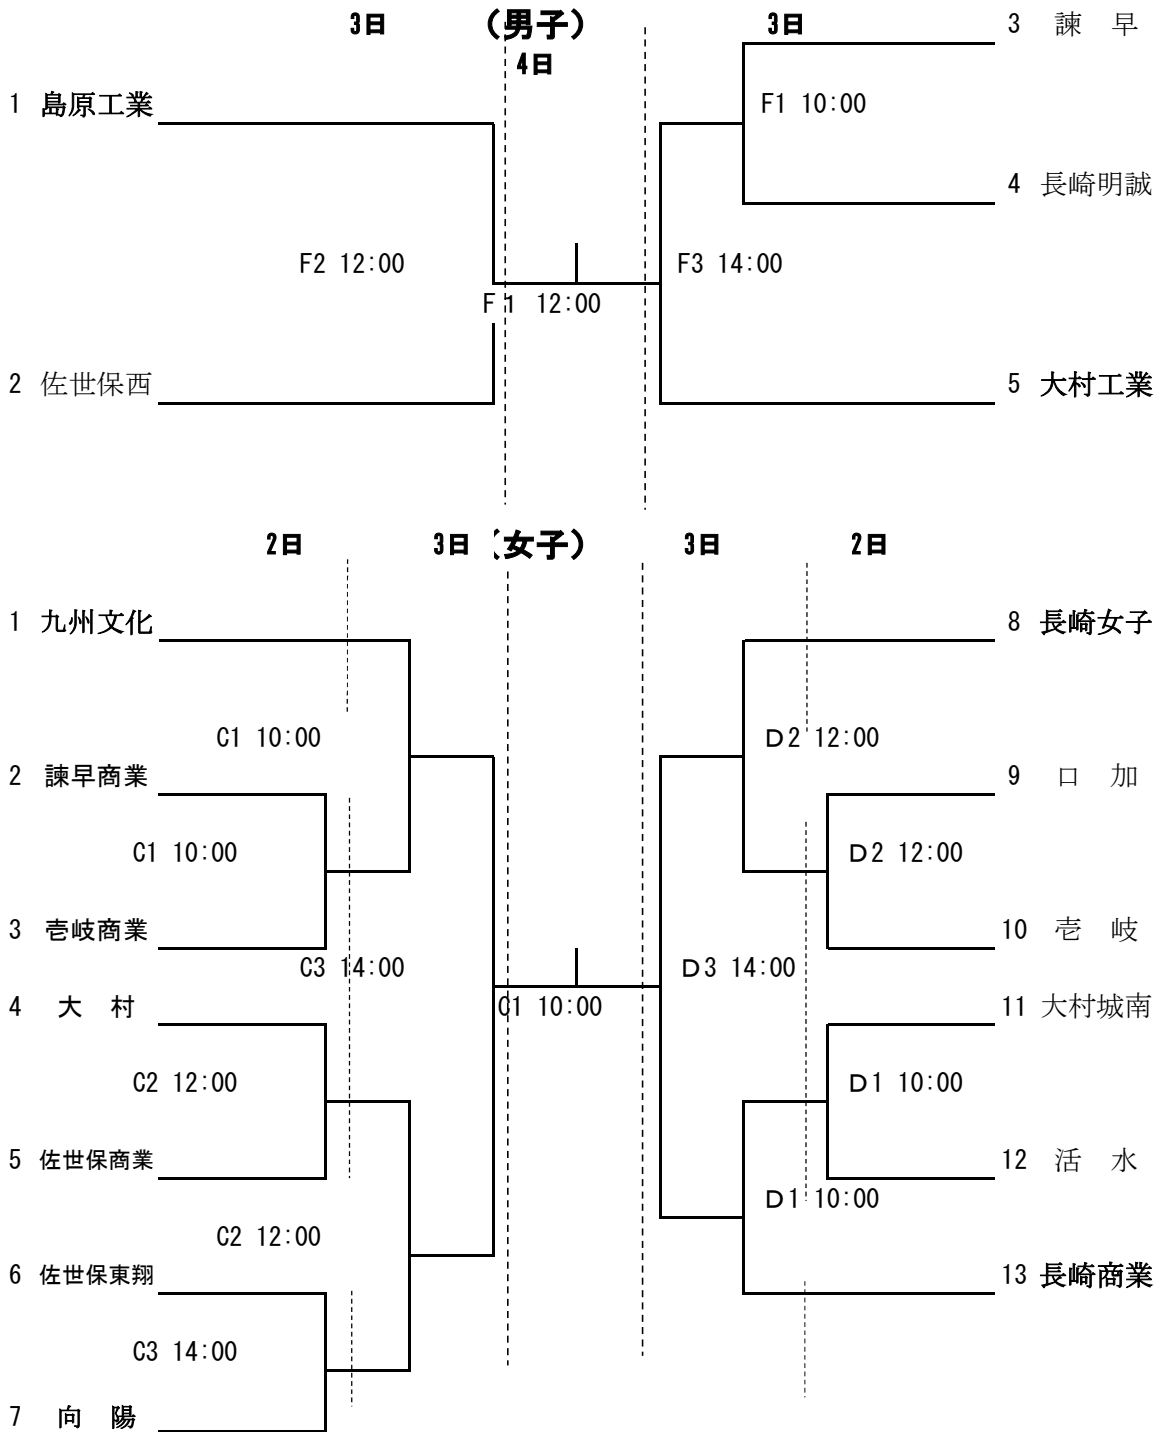 3日 （男子） 3日
4日
3 諫 早
1 島原工業
F1 10:00
4 長崎明誠
F2 12:00
F3 14:00
F 1 12:00
2 佐世保西
5 大村工業
2日 3日 （女子） 3日 2日
1 九州文化
8 長崎女子
C1 10:00
D2 12:00
2 諫早商業
9 口 加
C1 10:00
D2 12:00
3 壱岐商業
10 壱 岐
C3 14:00
D3 14:00
4 大 村
C1 10:00
11 大村城南
C2 12:00
D1 10:00
5 佐世保商業
12 活 水
D1 10:00
C2 12:00
6 佐世保東翔
13 長崎商業
C3 14:00
7 向 陽